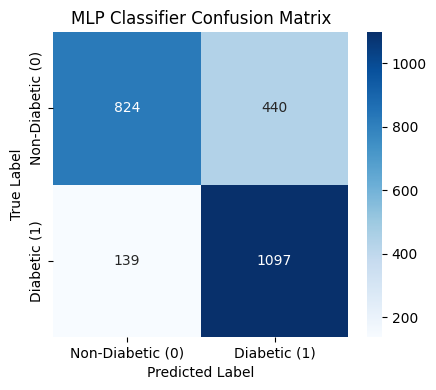 MLP Classifier Confusion Matrix
True Label
Non-Diabetic (0)
Diabetic (1)
824 440
139 1097
Non-Diabetic (0) Diabetic (1)
Predicted Label
1000
800
600
400
200